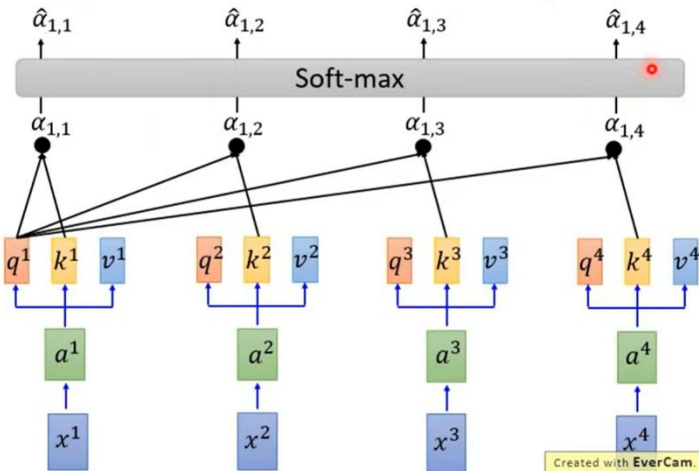 α̂₁,₁ α̂₁,₂ α̂₁,₃ α̂₁,₄
Soft-max
α₁,₁ α₁,₂ α₁,₃ α₁,₄
q¹ k¹ v¹ q² k² v² q³ k³ v³ q⁴ k⁴ v⁴
a¹ a² a³ a⁴
x¹ x² x³ x⁴
Created with EverCam